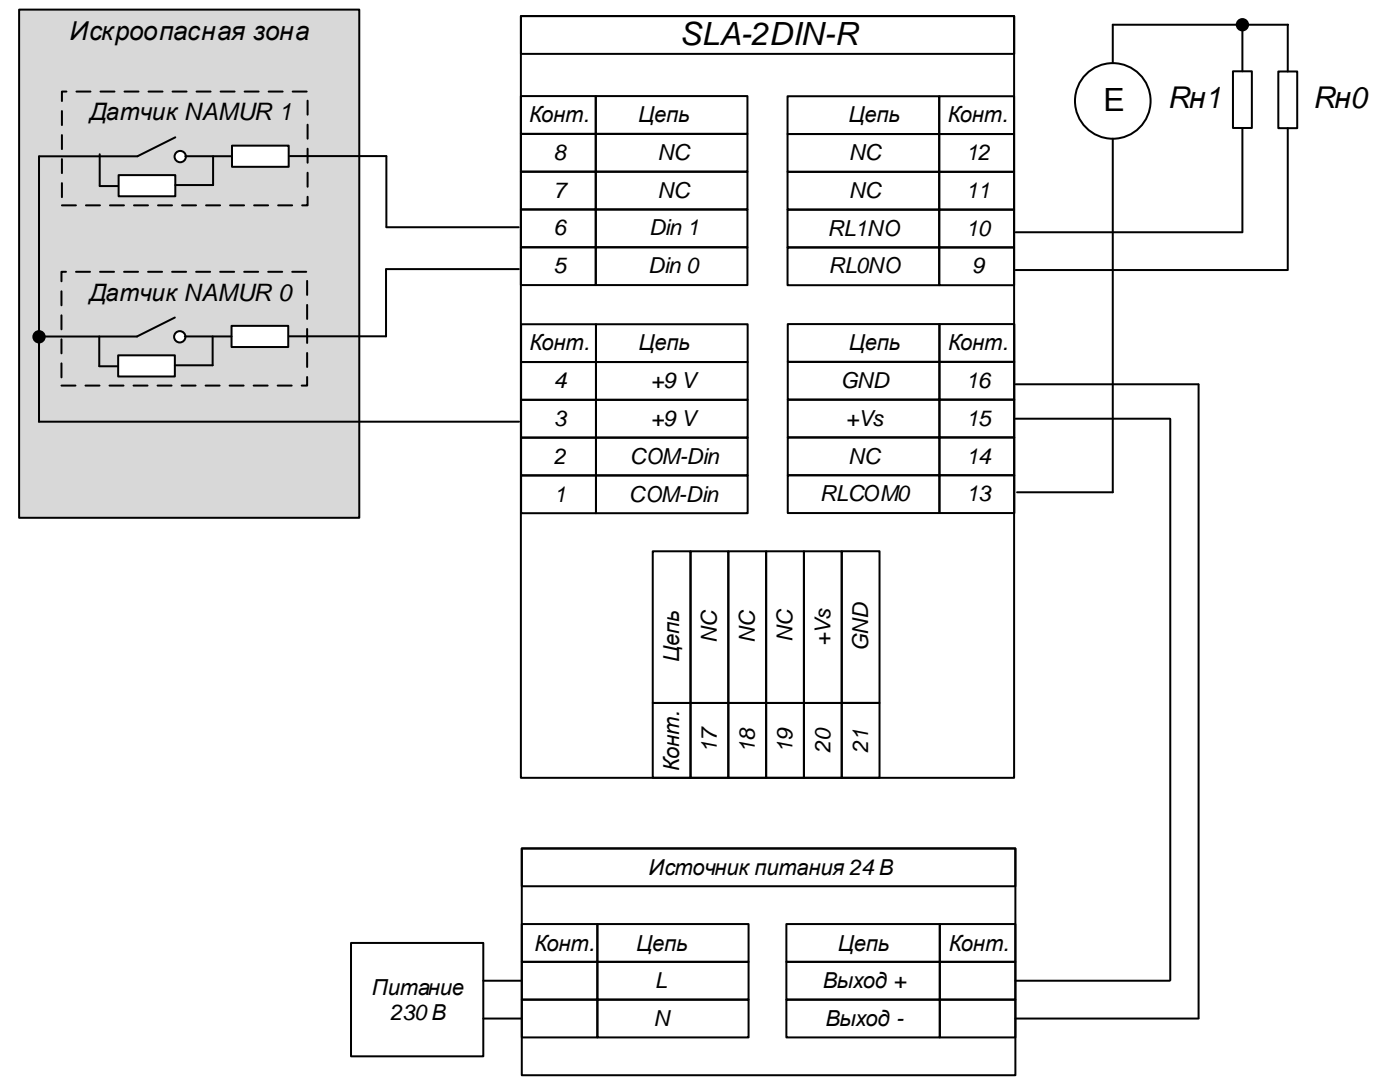 Искроопасная зона
Датчик NAMUR 1
Датчик NAMUR 0
SLA-2DIN-R
Конт. Цепь
8 NC
7 NC
6 Din 1
5 Din 0
Цепь Конт.
NC 12
NC 11
RL1NO 10
RL0NO 9
Конт. Цепь
4 +9 V
3 +9 V
2 COM-Din
1 COM-Din
Цепь Конт.
GND 16
+Vs 15
NC 14
RLCOM0 13
E
Rн1
Rн0
Цепь NC NC NC +Vs GND
Конт. 17 18 19 20 21
Источник питания 24 В
Конт. Цепь
L
N
Цепь Конт.
Выход +
Выход -
Питание
230 В